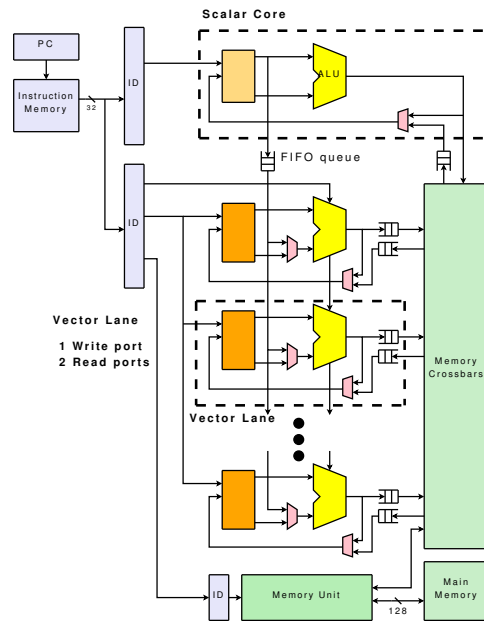 Scalar Core
PC
Instruction
Memory
32
ID
ALU
FIFO queue
ID
Vector Lane
1 Write port
2 Read ports
Vector Lane
Memory
Crossbars
ID
Memory Unit
128
Main
Memory